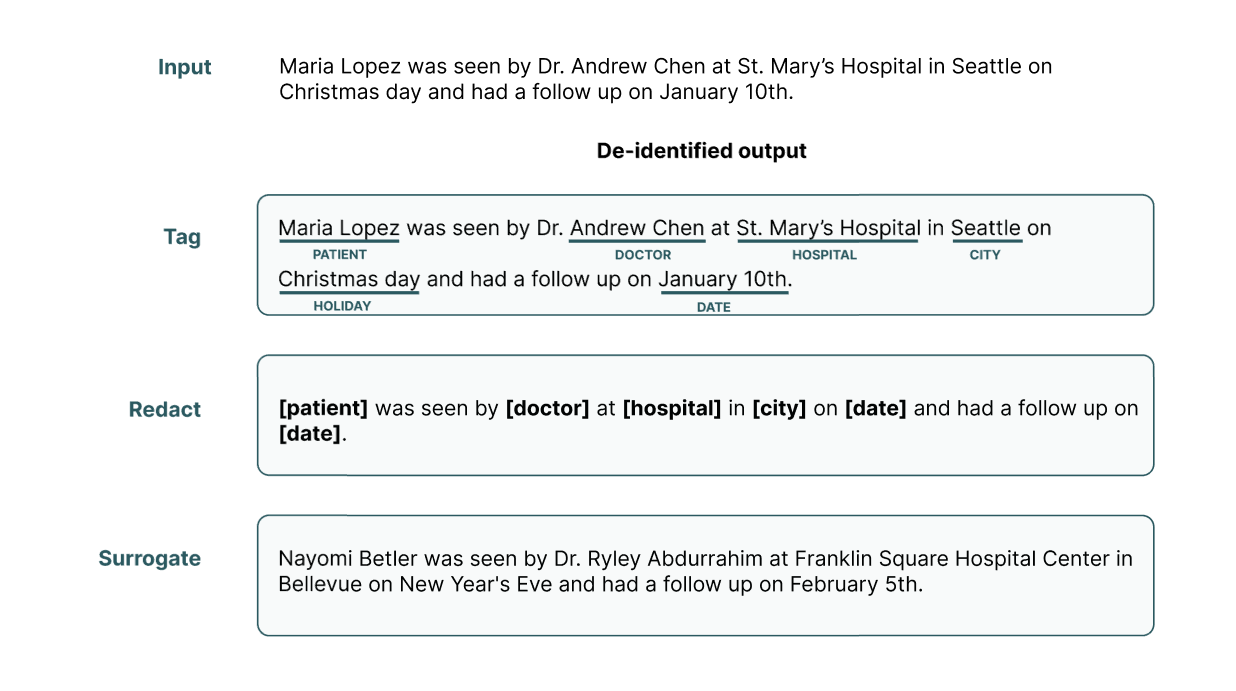 Input
Maria Lopez was seen by Dr. Andrew Chen at St. Mary’s Hospital in Seattle on
Christmas day and had a follow up on January 10th.
De-identified output
Tag
Maria Lopez was seen by Dr. Andrew Chen at St. Mary’s Hospital in Seattle on
PATIENT DOCTOR HOSPITAL CITY
Christmas day and had a follow up on January 10th.
HOLIDAY DATE
Redact
[patient] was seen by [doctor] at [hospital] in [city] on [date] and had a follow up on
[date].
Surrogate
Nayomi Betler was seen by Dr. Ryley Abdurrahim at Franklin Square Hospital Center in
Bellevue on New Year's Eve and had a follow up on February 5th.